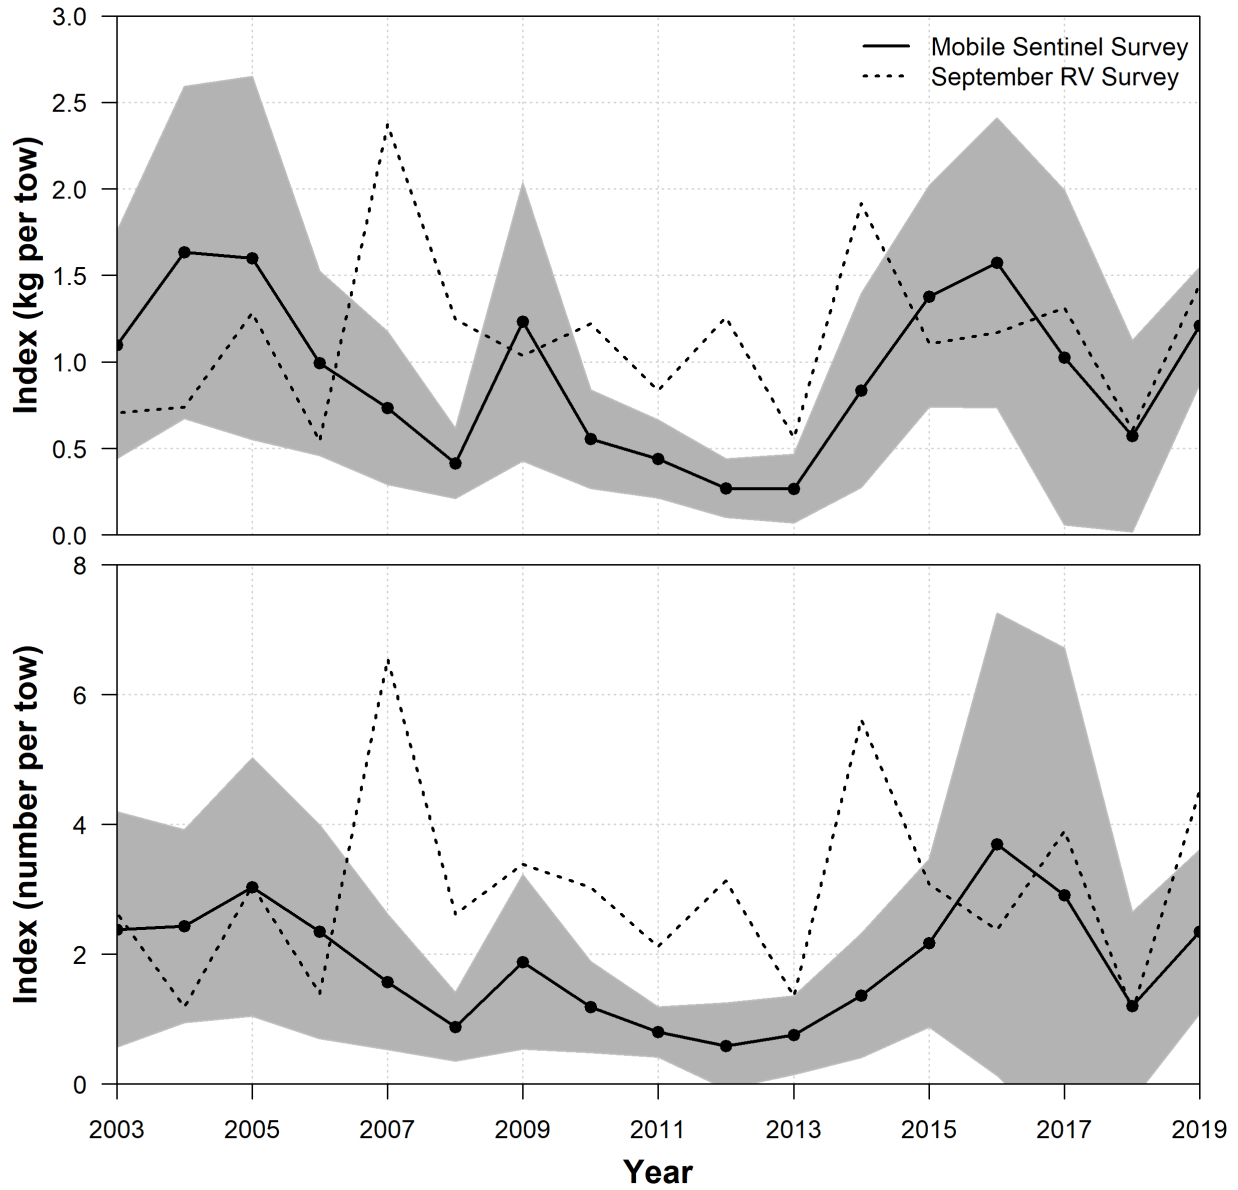 3.0
2.5
2.0
1.5
1.0
0.5
0.0
Index (kg per tow)
Mobile Sentinel Survey
September RV Survey
8
6
4
2
0
Index (number per tow)
2003 2005 2007 2009 2011 2013 2015 2017 2019
Year